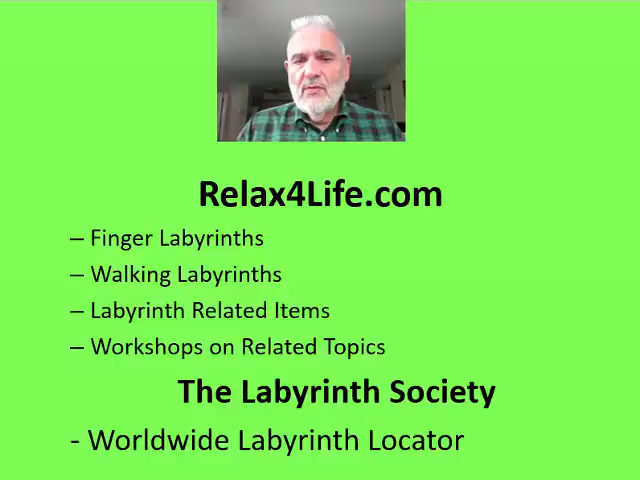 Relax4Life.com
– Finger Labyrinths
– Walking Labyrinths
– Labyrinth Related Items
– Workshops on Related Topics
The Labyrinth Society
- Worldwide Labyrinth Locator